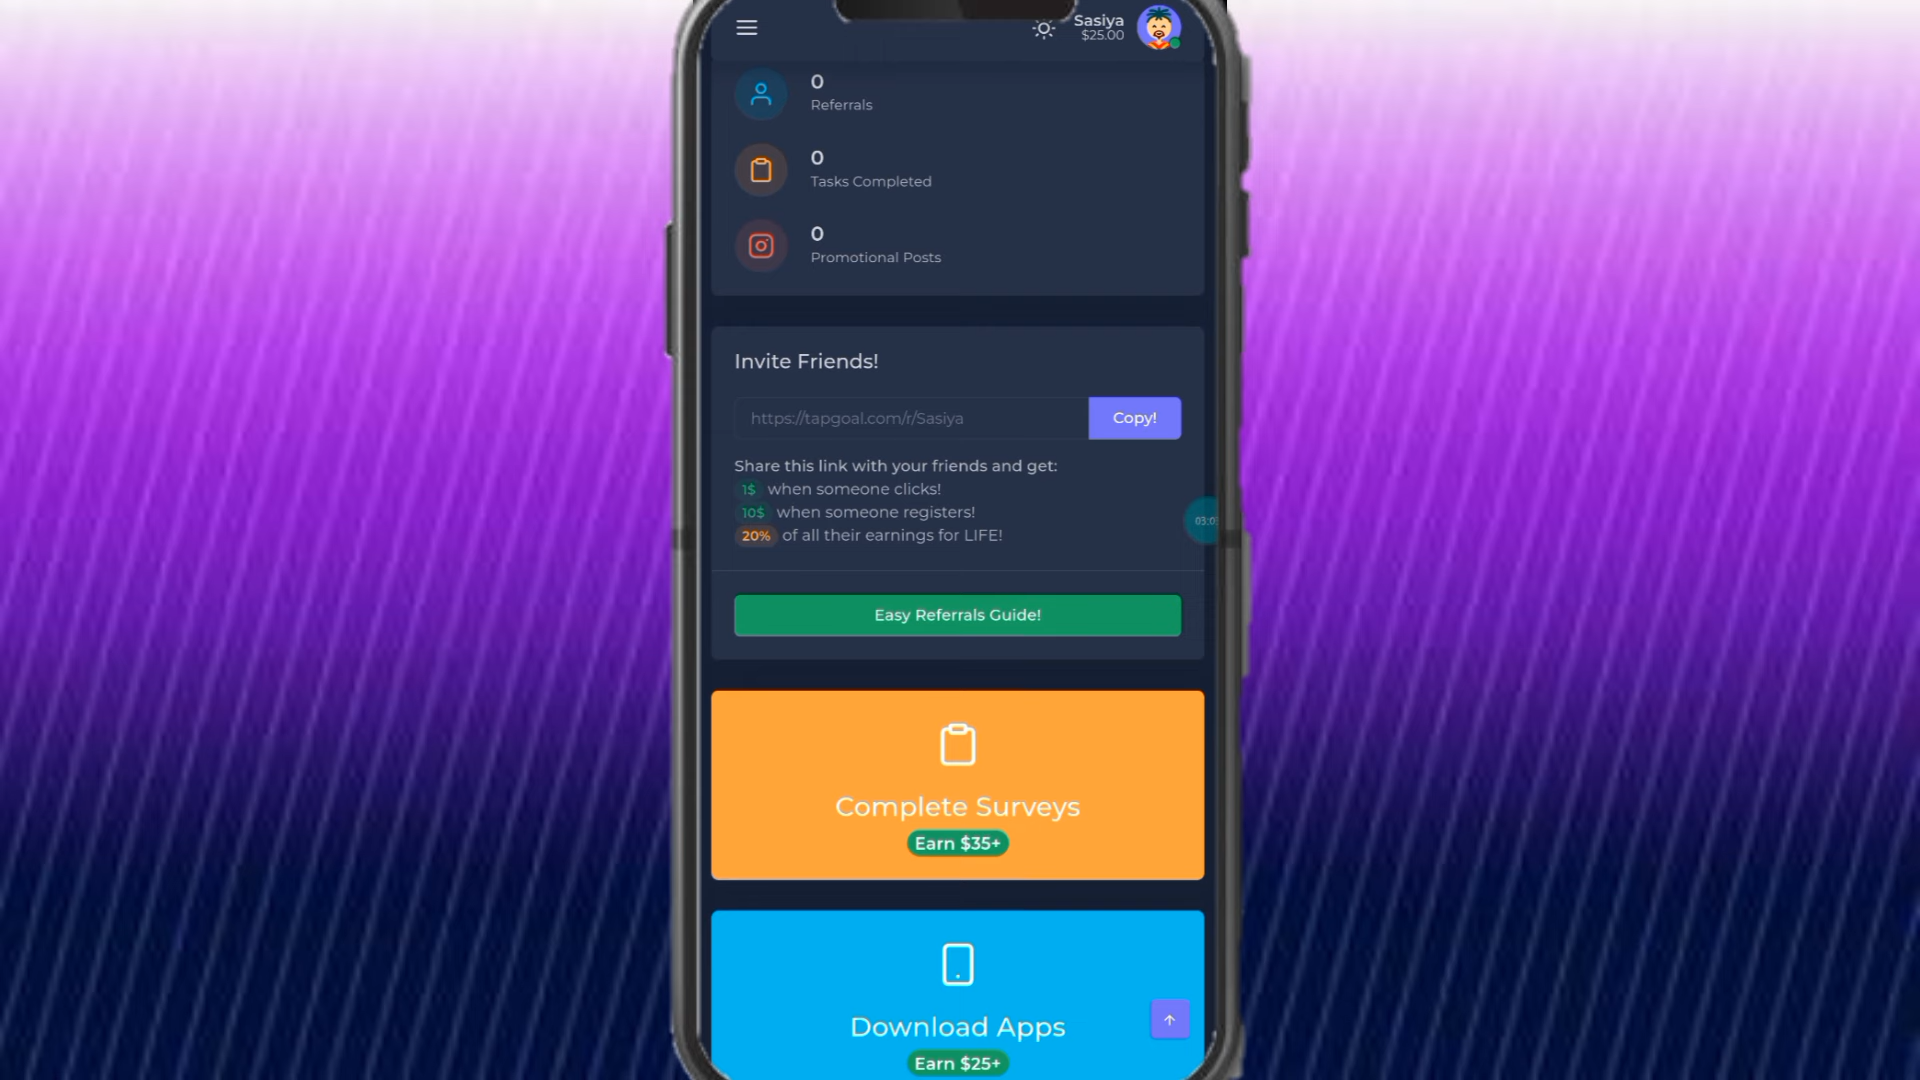 Sasiya
$25.00
0
Referrals
0
Tasks Completed
0
Promotional Posts
Invite Friends!
https://tapgoal.com/r/Sasiya
Copy!
Share this link with your friends and get:
1$ when someone clicks!
10$ when someone registers!
20% of all their earnings for LIFE!
Easy Referrals Guide!
Complete Surveys
Earn $35+
Download Apps
Earn $25+